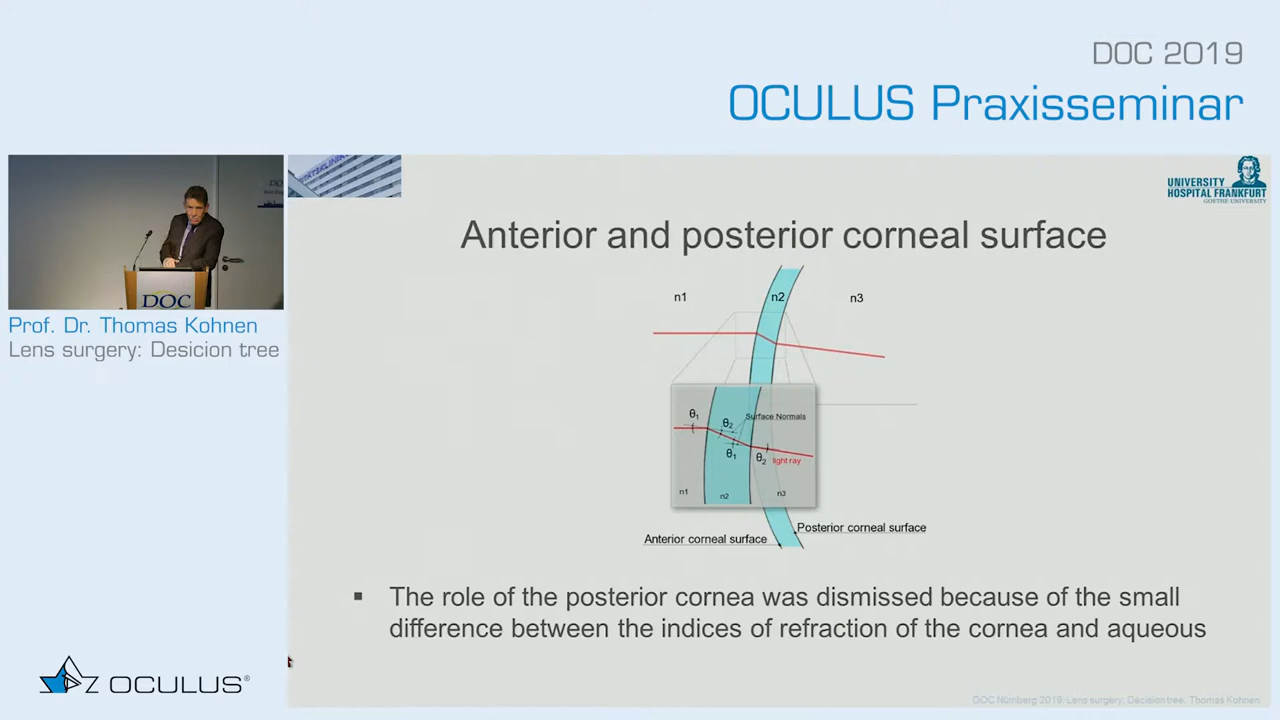 DOC 2019
OCULUS Praxisseminar
DOC
DOC
Prof. Dr. Thomas Kohnen
Lens surgery: Desicion tree
UNIVERSITY
HOSPITAL FRANKFURT
GOETHE UNIVERSITY
Anterior and posterior corneal surface
n1
n2
n3
θ1
θ2
Surface Normals
θ1
θ2
light ray
n1
n2
n3
Posterior corneal surface
Anterior corneal surface
▪ The role of the posterior cornea was dismissed because of the small
difference between the indices of refraction of the cornea and aqueous
OCULUS®
DOC Nürnberg 2019. Lens surgery: Decision tree. Thomas Kohnen